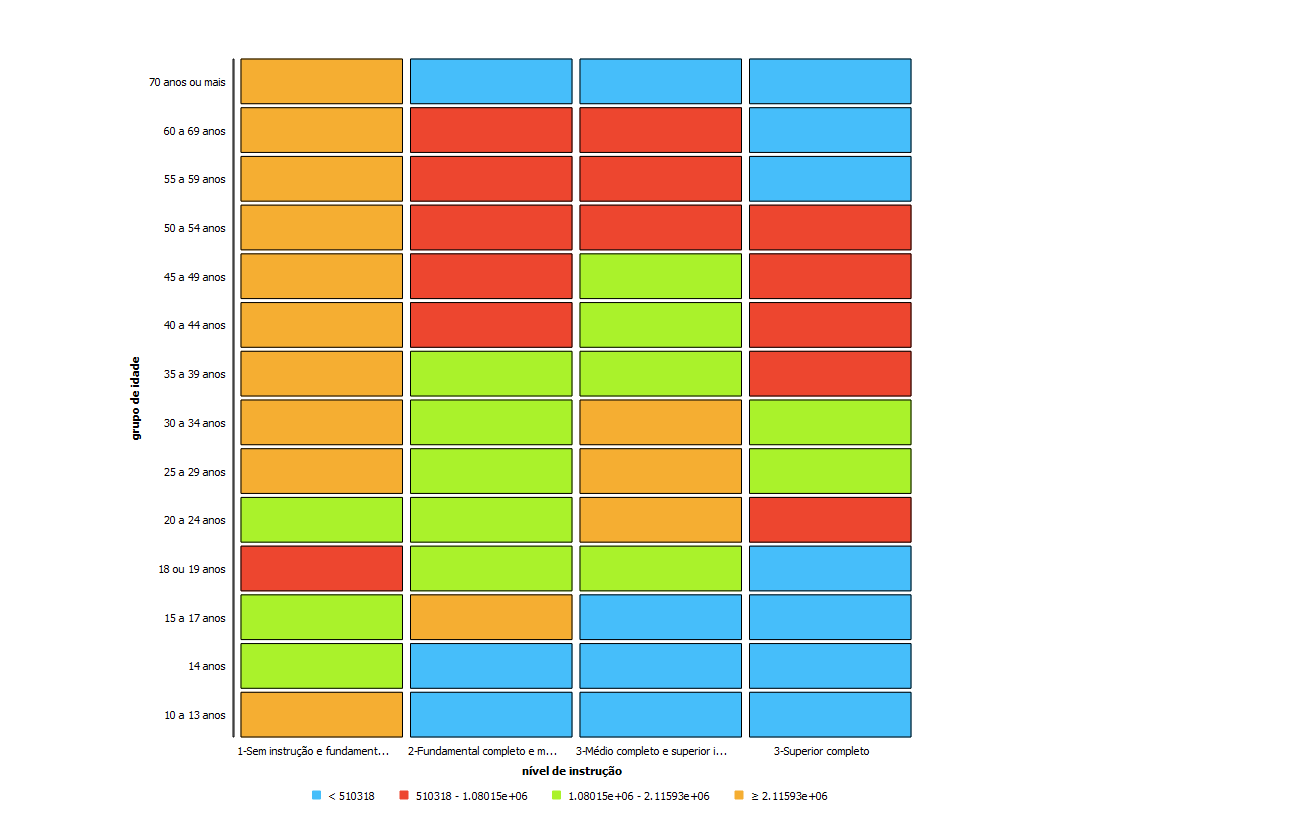 70 anos ou mais
60 a 69 anos
55 a 59 anos
50 a 54 anos
45 a 49 anos
40 a 44 anos
35 a 39 anos
30 a 34 anos
25 a 29 anos
20 a 24 anos
18 ou 19 anos
15 a 17 anos
14 anos
10 a 13 anos
grupo de idade
1-Sem instrução e fundament... 2-Fundamental completo e m... 3-Médio completo e superior i... 3-Superior completo
nível de instrução
< 510318 510318 - 1.08015e+06 1.08015e+06 - 2.11593e+06 ≥ 2.11593e+06